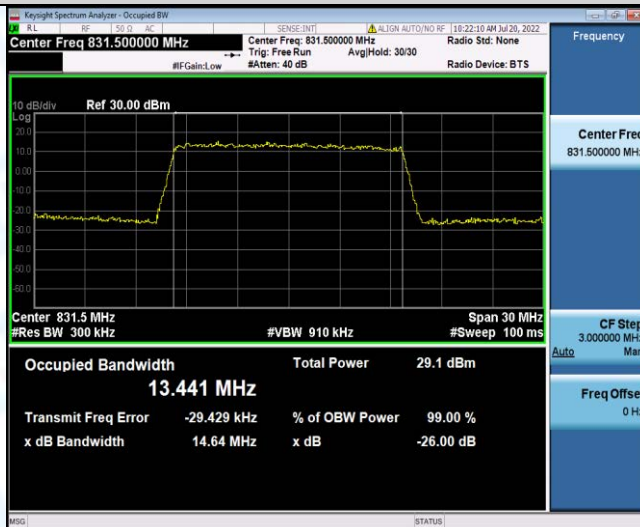 Keysight Spectrum Analyzer - Occupied BW
RL RF 50 Ω AC SENSE:INT ALIGN AUTO/NO RF 10:22:10 AM Jul 20, 2022
Center Freq 831.500000 MHz
Center Freq: 831.500000 MHz Radio Std: None
Trig: Free Run Avg|Hold: 30/30
#IFGain:Low #Atten: 40 dB Radio Device: BTS
10 dB/div Ref 30.00 dBm
Log
20.0
10.0
0.00
-10.0
-20.0
-30.0
-40.0
-50.0
-60.0
Center 831.5 MHz Span 30 MHz
#Res BW 300 kHz #VBW 910 kHz #Sweep 100 ms
Occupied Bandwidth Total Power 29.1 dBm
13.441 MHz
Transmit Freq Error -29.429 kHz % of OBW Power 99.00 %
x dB Bandwidth 14.64 MHz x dB -26.00 dB
MSG STATUS
Frequency
Center Freq
831.500000 MHz
CF Step
3.000000 MHz
Auto Man
Freq Offset
0 Hz